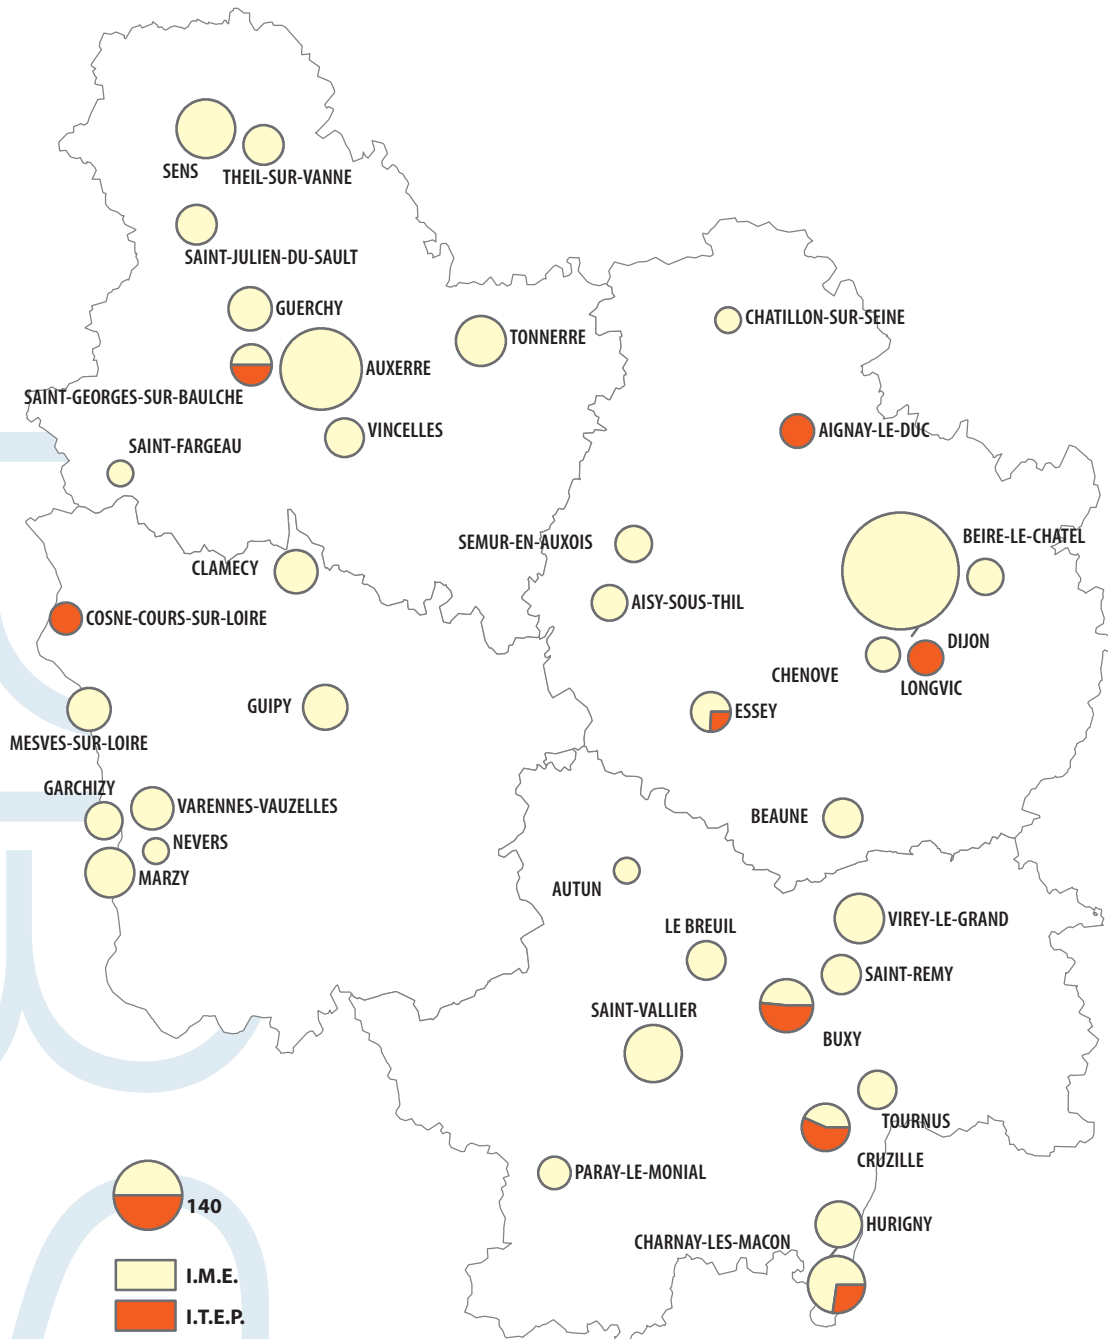 SENS
THEIL-SUR-VANNE
SAINT-JULIEN-DU-SAULT
GUERCHY
CHATILLON-SUR-SEINE
TONNERRE
AUXERRE
SAINT-GEORGES-SUR-BAULCHE
VINCELLES
AIGNAY-LE-DUC
SAINT-FARGEAU
BEIRE-LE-CHATEL
SEMUR-EN-AUXOIS
CLAMECY
AISY-SOUS-THIL
COSNE-COURS-SUR-LOIRE
DIJON
CHENOVE
LONGVIC
GUIPY
ESSEY
MESVES-SUR-LOIRE
GARCHIZY
VARENNES-VAUZELLES
BEAUNE
NEVERS
MARZY
AUTUN
VIREY-LE-GRAND
LE BREUIL
SAINT-REMY
SAINT-VALLIER
BUXY
TOURNUS
CRUZILLE
PARAY-LE-MONIAL
HURIGNY
CHARNAY-LES-MACON
140
I.M.E.
I.T.E.P.